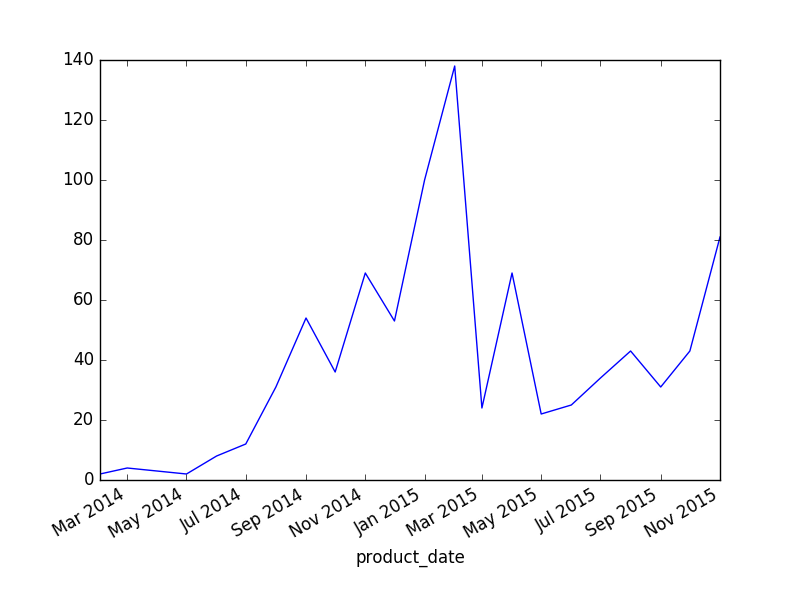 140
120
100
80
60
40
20
0
Mar 2014
May 2014
Jul 2014
Sep 2014
Nov 2014
Jan 2015
Mar 2015
May 2015
Jul 2015
Sep 2015
Nov 2015
product_date